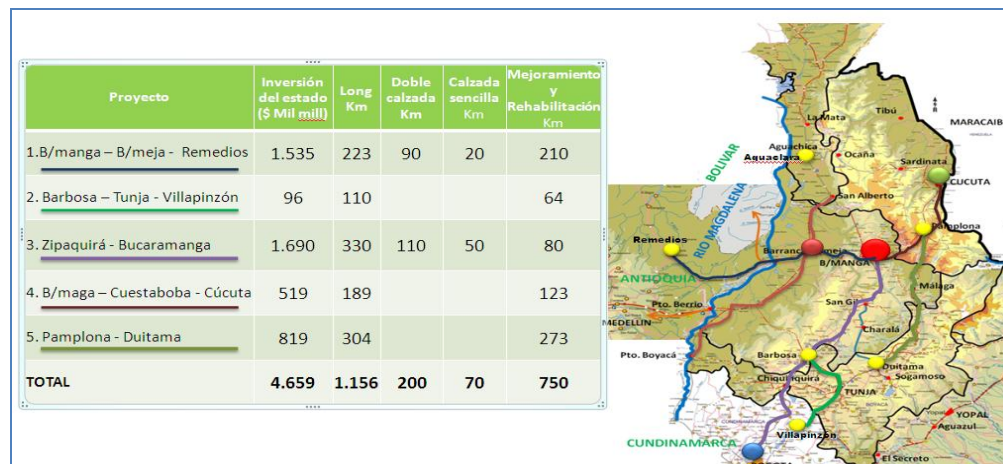 Proyecto	Inversión del estado ($ Mil mill)	Long Km	Doble calzada Km	Calzada sencilla Km	Mejoramiento y Rehabilitación Km
1.B/manga – B/meja - Remedios	1.535	223	90	20	210
2. Barbosa – Tunja - Villapinzón	96	110	64
3. Zipaquirá - Bucaramanga	1.690	330	110	50	80
4. B/maga – Cuestaboba - Cúcuta	519	189	123
5. Pamplona - Duitama	819	304	273
TOTAL	4.659	1.156	200	70	750
La Mata
Tibú
MARACAIB
Aguachica
Aguaclara
Ocaña
Sardinata
CUCUTA
BOLIVAR
San Alberto
RIO MAGDALENA
Pamplona
Remedios
B/MANGA
ANTIOQUIA
Málaga
Pto. Berrio
San Gil
MEDELLIN
Charalá
Pto. Boyacá
Barbosa
Duitama
Chiquinquira
Sogamoso
TUNJA
Yopal
YOPAL
Aguazul
Villapinzón
CUNDINAMARCA
El Secreto